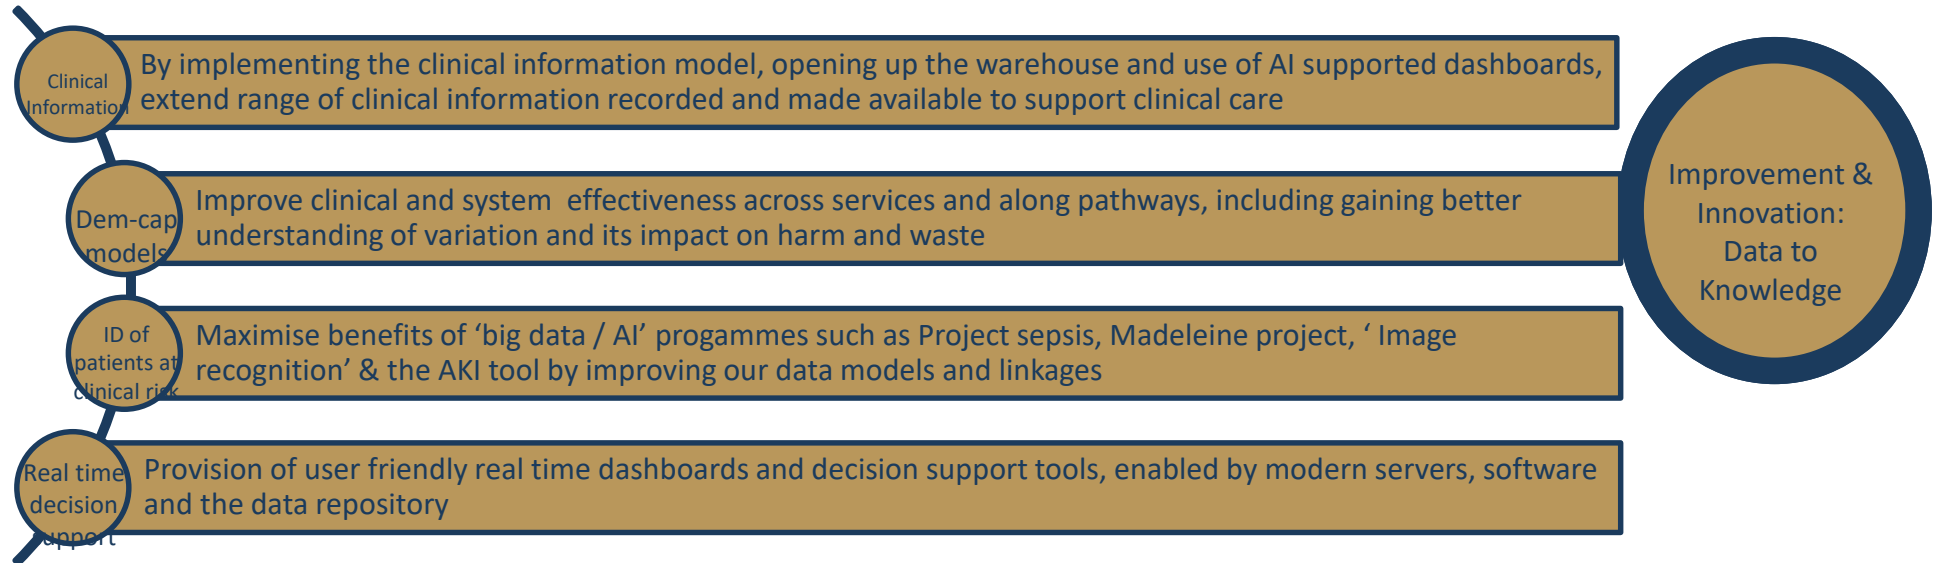 Clinical
Information
By implementing the clinical information model, opening up the warehouse and use of AI supported dashboards,
extend range of clinical information recorded and made available to support clinical care
Dem-cap
models
Improve clinical and system  effectiveness across services and along pathways, including gaining better
understanding of variation and its impact on harm and waste
ID of
patients at
clinical risk
Maximise benefits of ‘big data / AI’ progammes such as Project sepsis, Madeleine project, ‘ Image
recognition’ & the AKI tool by improving our data models and linkages
Real time
decision
support
Provision of user friendly real time dashboards and decision support tools, enabled by modern servers, software
and the data repository
Improvement &
Innovation:
Data to
Knowledge